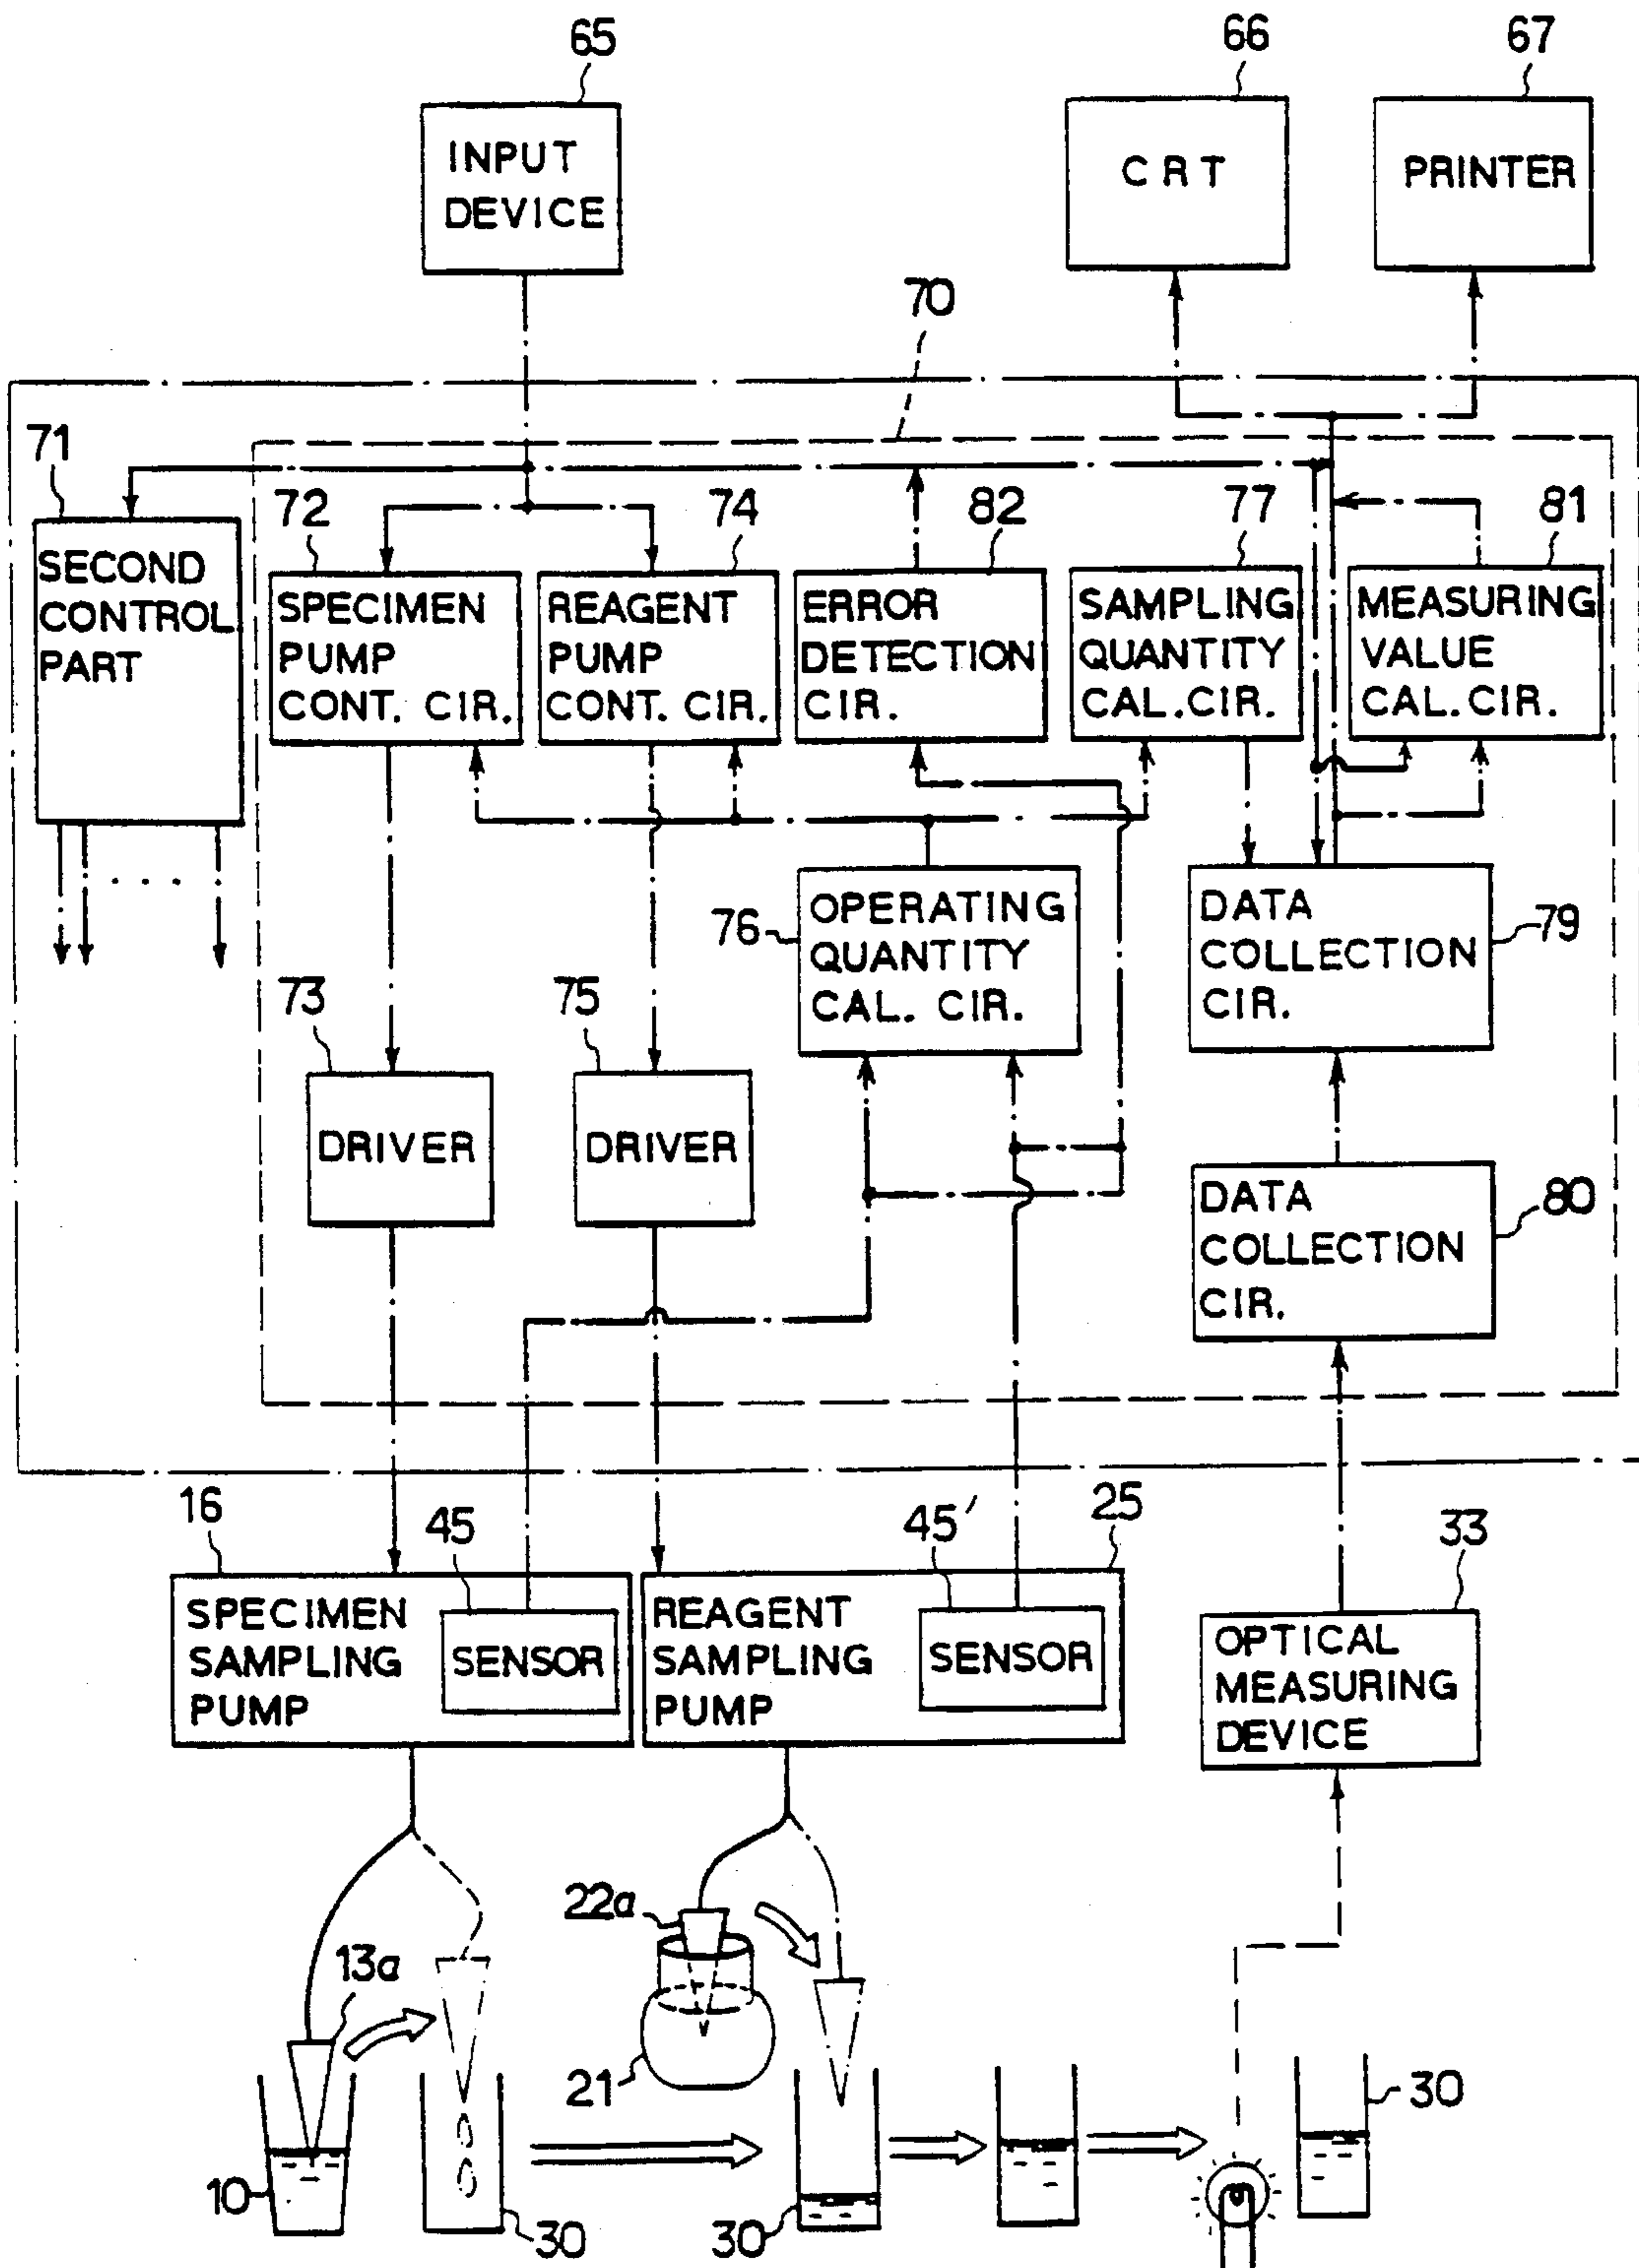 65
66
67
INPUT
DEVICE
CRT
PRINTER
70
71
72
74
82
77
81
SECOND
CONTROL
PART
SPECIMEN
PUMP
CONT. CIR.
REAGENT
PUMP
CONT. CIR.
ERROR
DETECTION
CIR.
SAMPLING
QUANTITY
CAL. CIR.
MEASURING
VALUE
CAL. CIR.
76
OPERATING
QUANTITY
CAL. CIR.
DATA
COLLECTION
CIR.
79
73
75
DRIVER
DRIVER
DATA
COLLECTION
CIR.
80
16
45
45'
25
33
SPECIMEN
SAMPLING
PUMP
SENSOR
REAGENT
SAMPLING
PUMP
SENSOR
OPTICAL
MEASURING
DEVICE
22a
13a
21
30
10
30
30